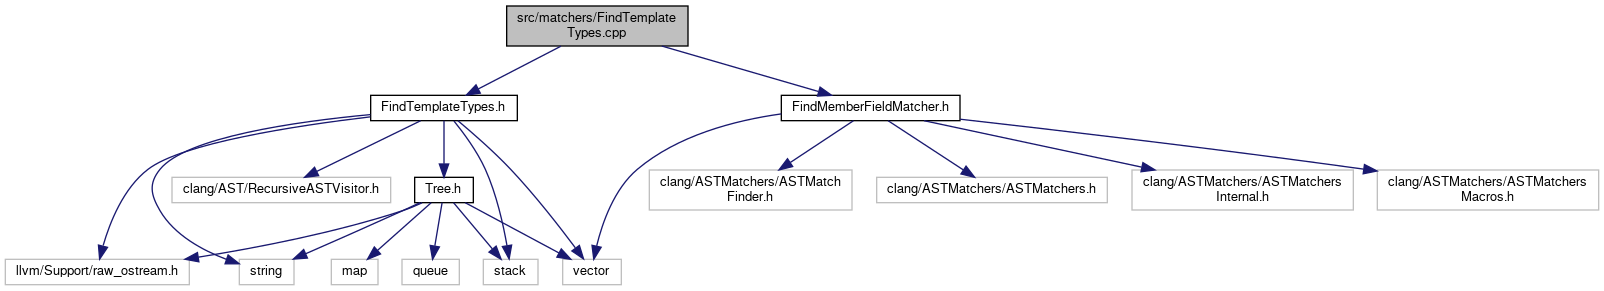 src/matchers/FindTemplate
Types.cpp
FindTemplateTypes.h
FindMemberFieldMatcher.h
clang/AST/RecursiveASTVisitor.h
Tree.h
clang/ASTMatchers/ASTMatch
Finder.h
clang/ASTMatchers/ASTMatchers.h
clang/ASTMatchers/ASTMatchers
Internal.h
clang/ASTMatchers/ASTMatchers
Macros.h
llvm/Support/raw_ostream.h
string
map
queue
stack
vector